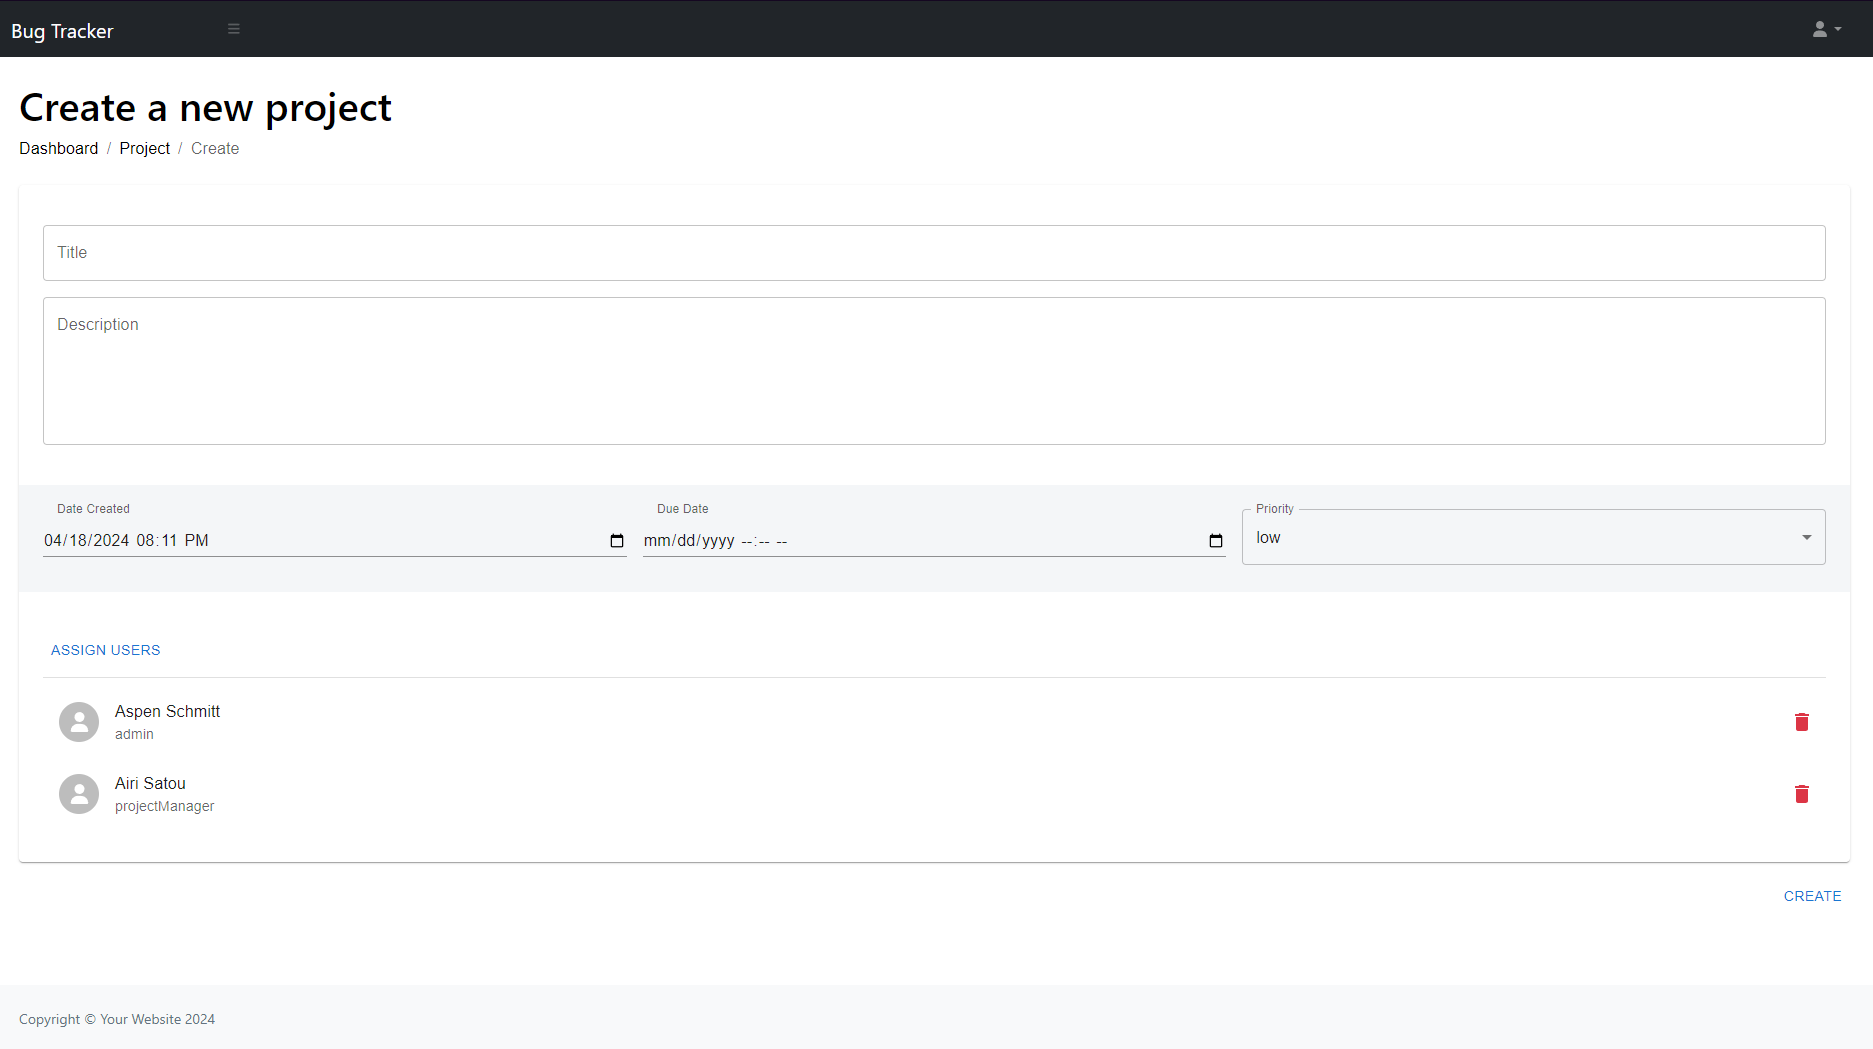 Bug Tracker
Create a new project
Dashboard / Project / Create
Title
Description
Date Created
04/18/2024 08:11 PM
Due Date
mm/dd/yyyy --:-- --
Priority
low
ASSIGN USERS
Aspen Schmitt
admin
Airi Satou
projectManager
CREATE
Copyright © Your Website 2024